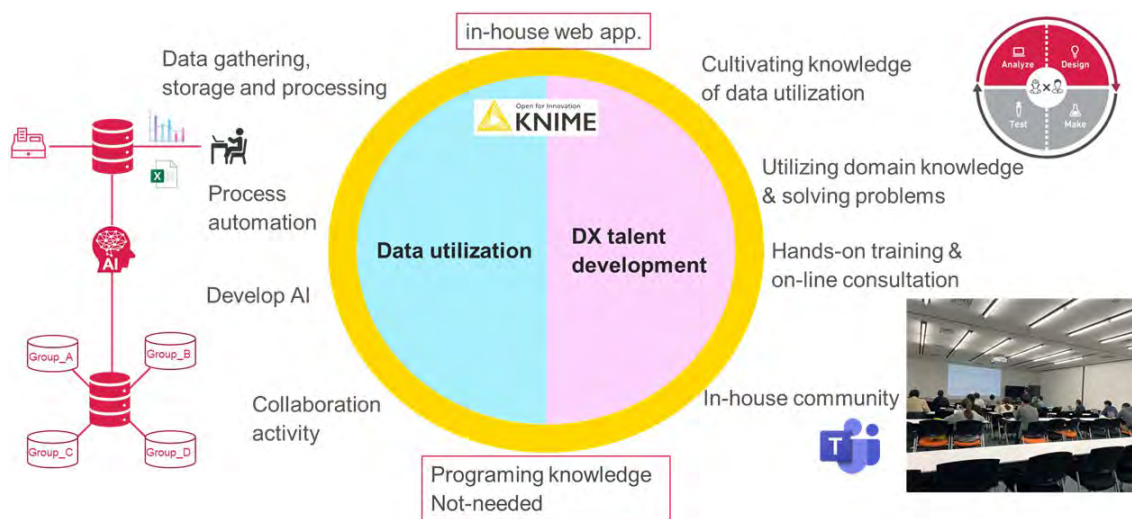 in-house web app.
Data gathering,
storage and processing
Process
automation
AI
Develop AI
Group_A
Group_B
Group_C
Group_D
Collaboration
activity
Open for Innovation
KNIME
Data utilization
DX talent
development
Programing knowledge
Not-needed
Cultivating knowledge
of data utilization
Analyze
Design
Test
Make
Utilizing domain knowledge
& solving problems
Hands-on training &
on-line consultation
In-house community
T
X